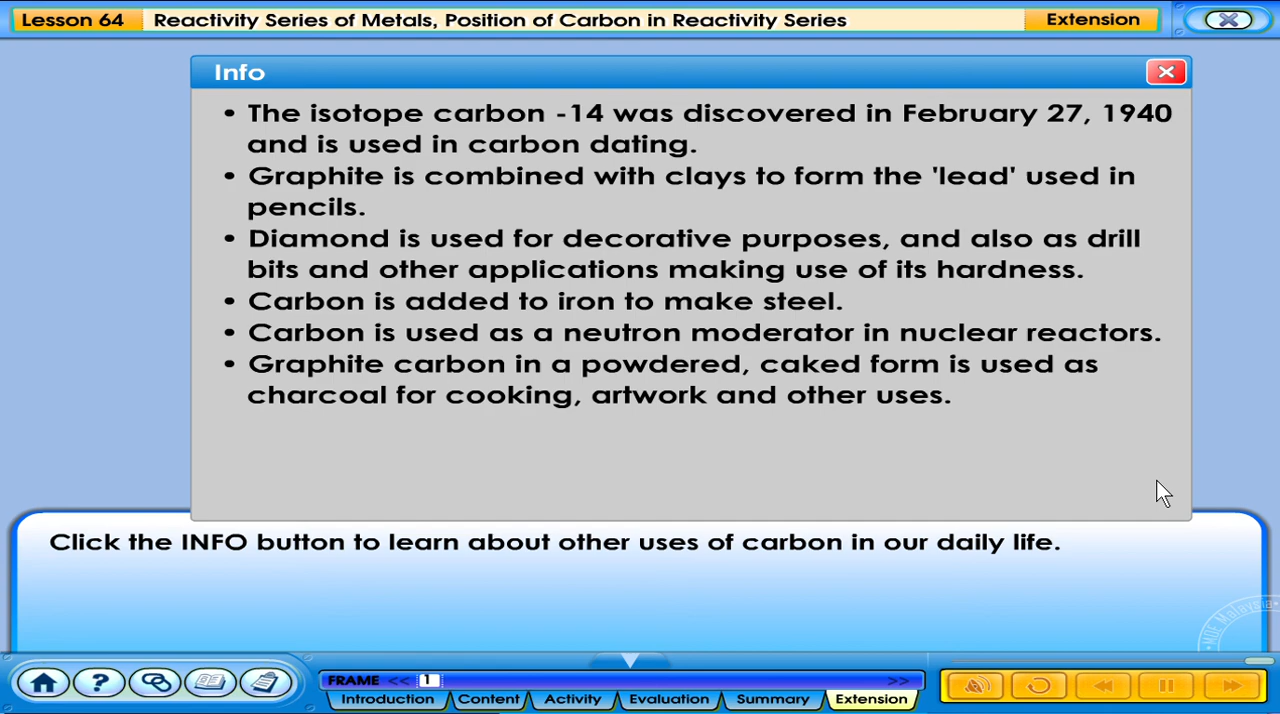 Lesson 64 Reactivity Series of Metals, Position of Carbon in Reactivity Series Extension
Info
• The isotope carbon -14 was discovered in February 27, 1940
and is used in carbon dating.
• Graphite is combined with clays to form the 'lead' used in
pencils.
• Diamond is used for decorative purposes, and also as drill
bits and other applications making use of its hardness.
• Carbon is added to iron to make steel.
• Carbon is used as a neutron moderator in nuclear reactors.
• Graphite carbon in a powdered, caked form is used as
charcoal for cooking, artwork and other uses.
Click the INFO button to learn about other uses of carbon in our daily life.
MOE Malaysia
FRAME << 1 >>
Introduction Content Activity Evaluation Summary Extension